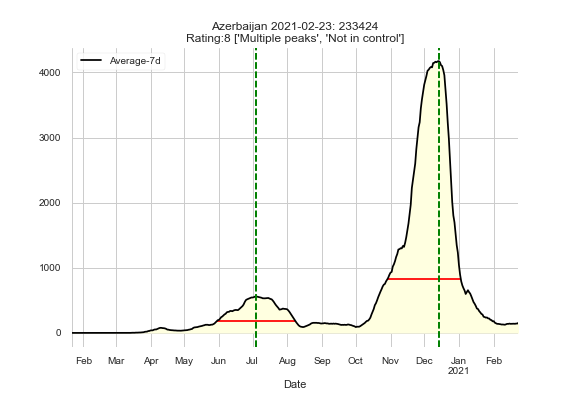 Azerbaijan 2021-02-23: 233424
Rating:8 ['Multiple peaks', 'Not in control']
Average-7d
4000
3000
2000
1000
0
Feb Mar Apr May Jun Jul Aug Sep Oct Nov Dec Jan Feb
2021
Date